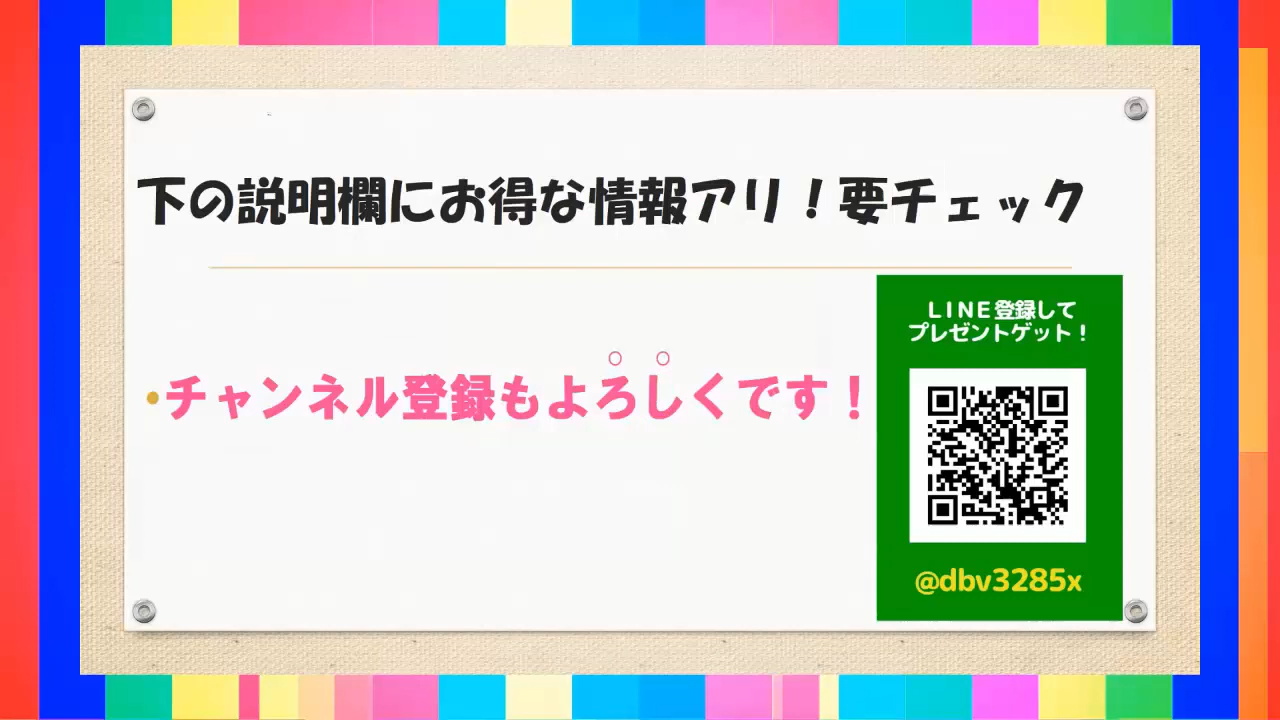 下の説明欄にお得な情報アリ！要チェック
•チャンネル登録もよろしくです！
LINE登録して
プレゼントゲット！
@dbv3285x